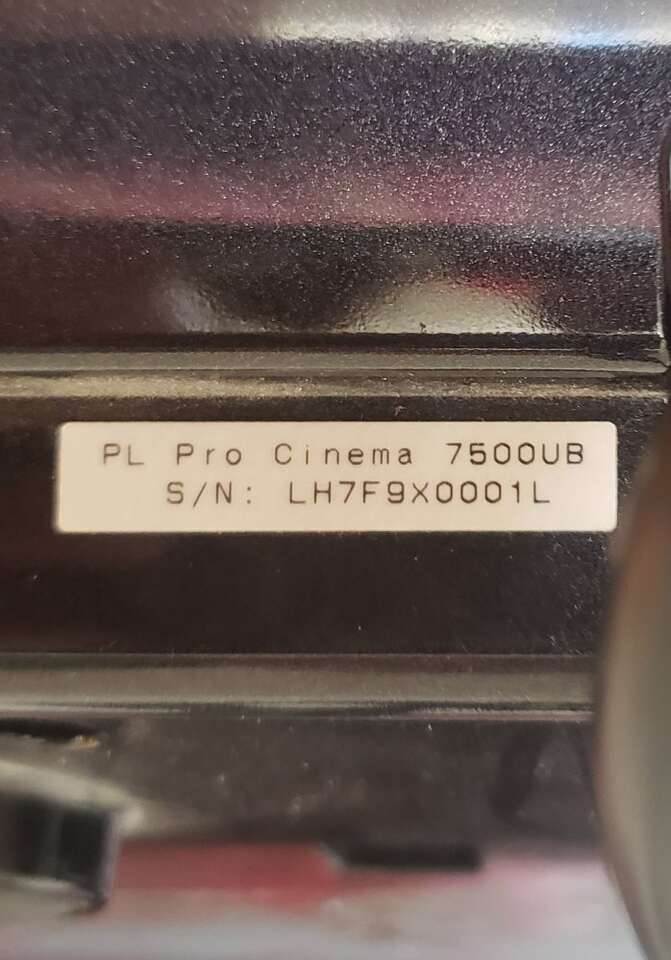 PL Pro Cinema 7500UB
S/N: LH7F9X0001L